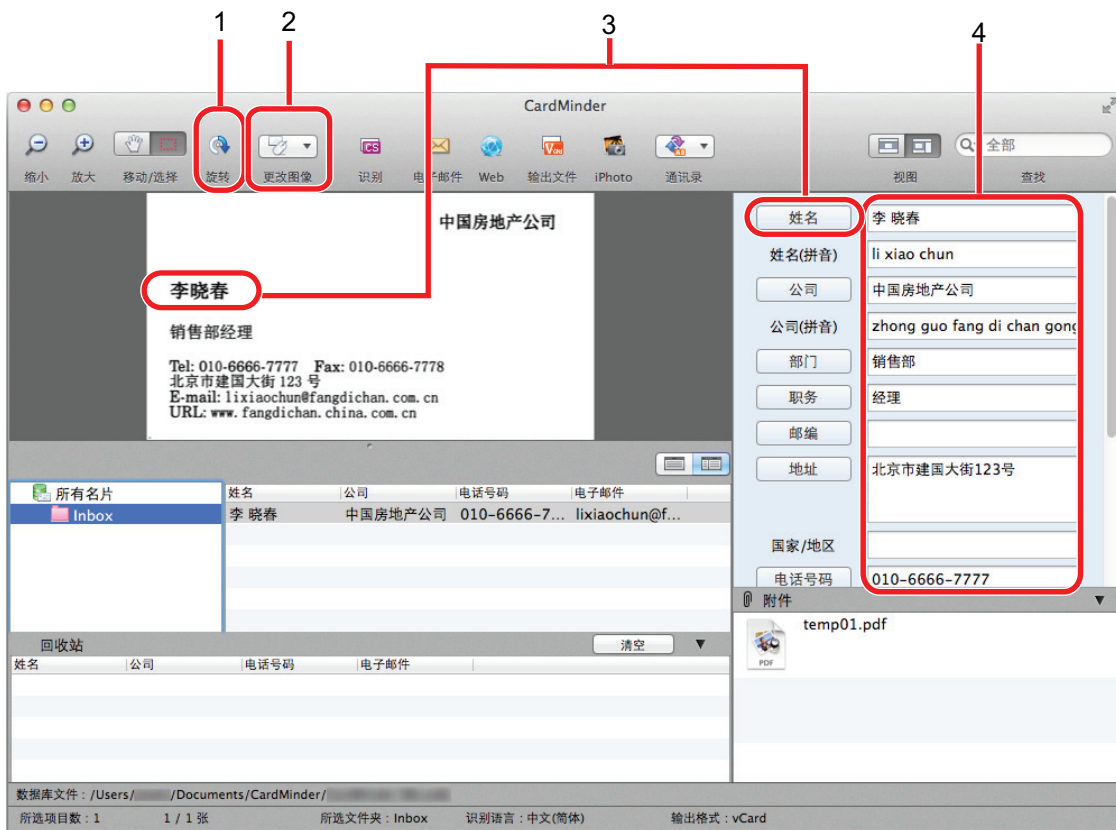 1 2 3 4
CardMinder
CS
VCARD
全部
缩小 放大 移动/选择 旋转 更改图像 识别 电子邮件 Web 输出文件 iPhoto 通讯录 视图 查找
中国房地产公司
李晓春
销售部经理
Tel: 010-6666-7777 Fax: 010-6666-7778
北京市建国大街 123 号
E-mail: lixiaochun@fangdichan.com.cn
URL: www.fangdichan.china.com.cn
姓名 李 晓春
姓名(拼音) li xiao chun
公司 中国房地产公司
公司(拼音) zhong guo fang di chan gong
部门 销售部
职务 经理
邮编
地址 北京市建国大街123号
国家/地区
电话号码 010-6666-7777
所有名片
Inbox
姓名 公司 电话号码 电子邮件
李 晓春 中国房地产公司 010-6666-7... lixiaochun@f...
附件
temp01.pdf
PDF
回收站 清空
姓名 公司 电话号码 电子邮件
数据库文件：/Users/ /Documents/CardMinder/
所选项目数：1 1 / 1 张 所选文件夹：Inbox 识别语言：中文(简体) 输出格式：vCard